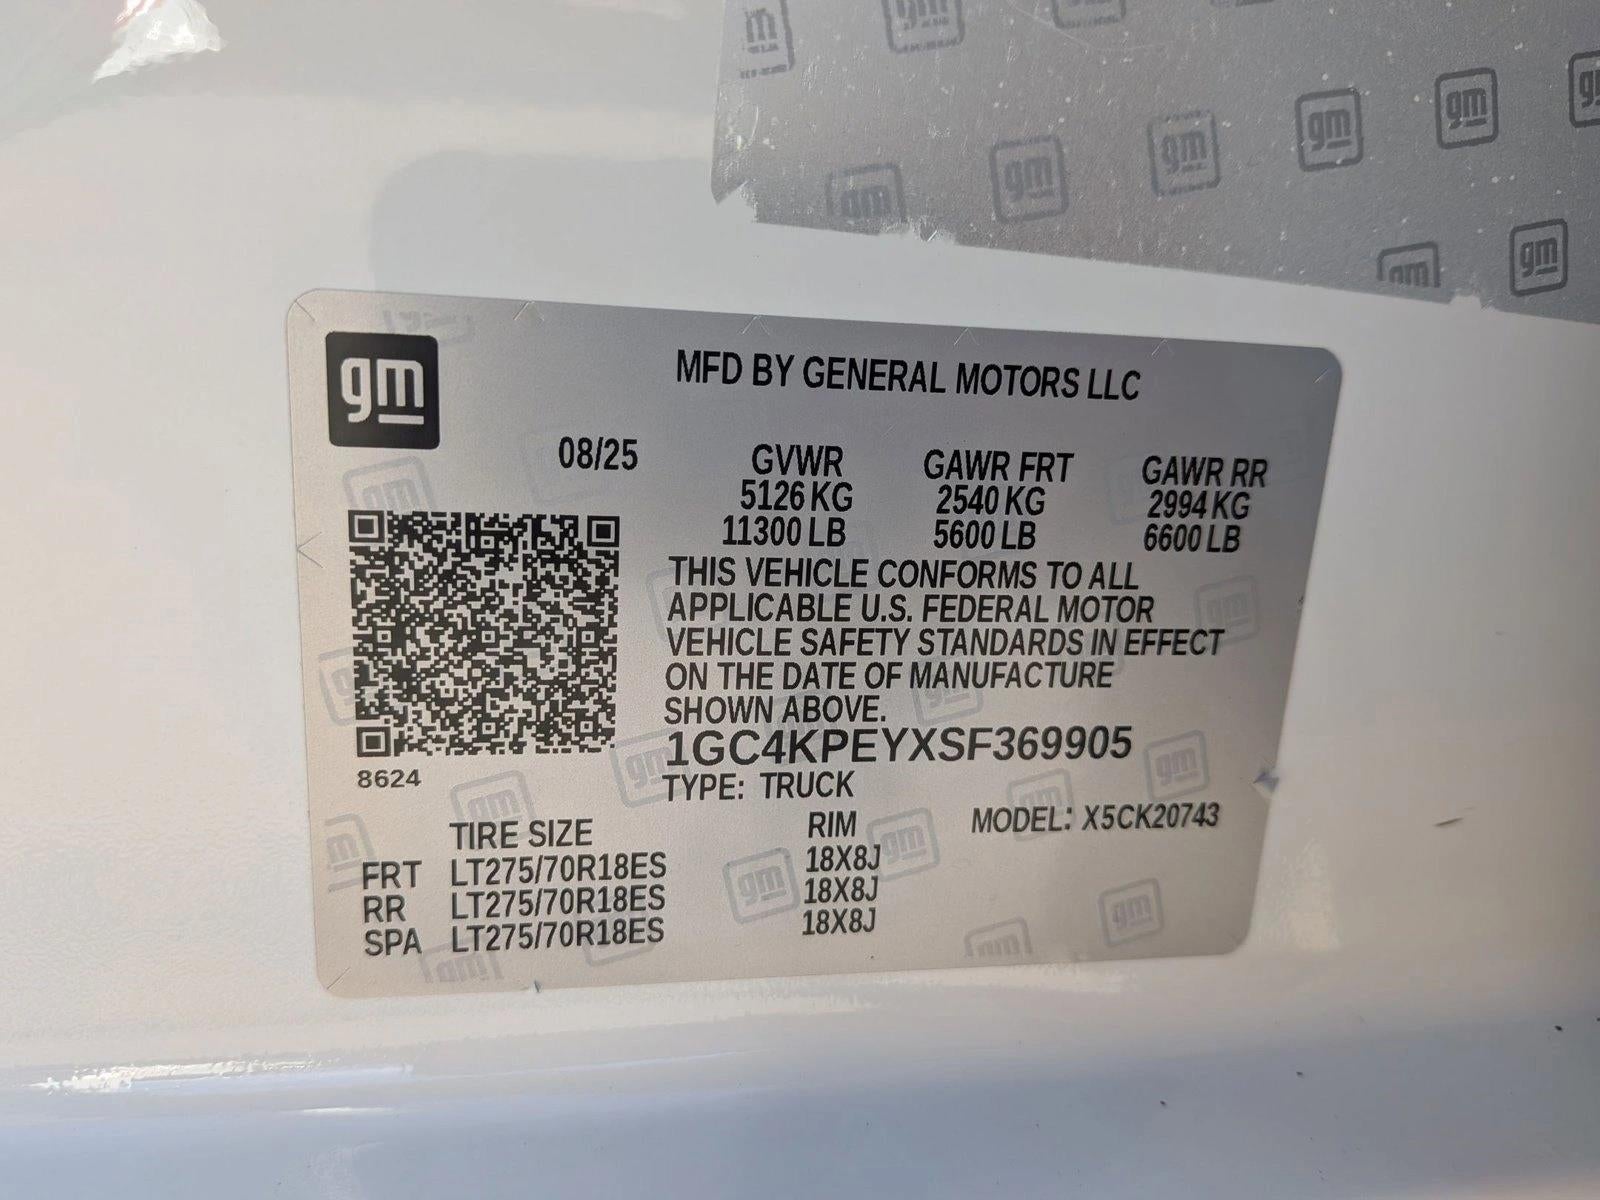 gm
MFD BY GENERAL MOTORS LLC
08/25 GVWR GAWR FRT GAWR RR
5126 KG 2540 KG 2994 KG
11300 LB 5600 LB 6600 LB
THIS VEHICLE CONFORMS TO ALL
APPLICABLE U.S. FEDERAL MOTOR
VEHICLE SAFETY STANDARDS IN EFFECT
ON THE DATE OF MANUFACTURE
SHOWN ABOVE.
1GC4KPEYXSF369905
8624
TYPE: TRUCK
TIRE SIZE RIM MODEL: X5CK20743
FRT LT275/70R18ES 18X8J
RR LT275/70R18ES 18X8J
SPA LT275/70R18ES 18X8J